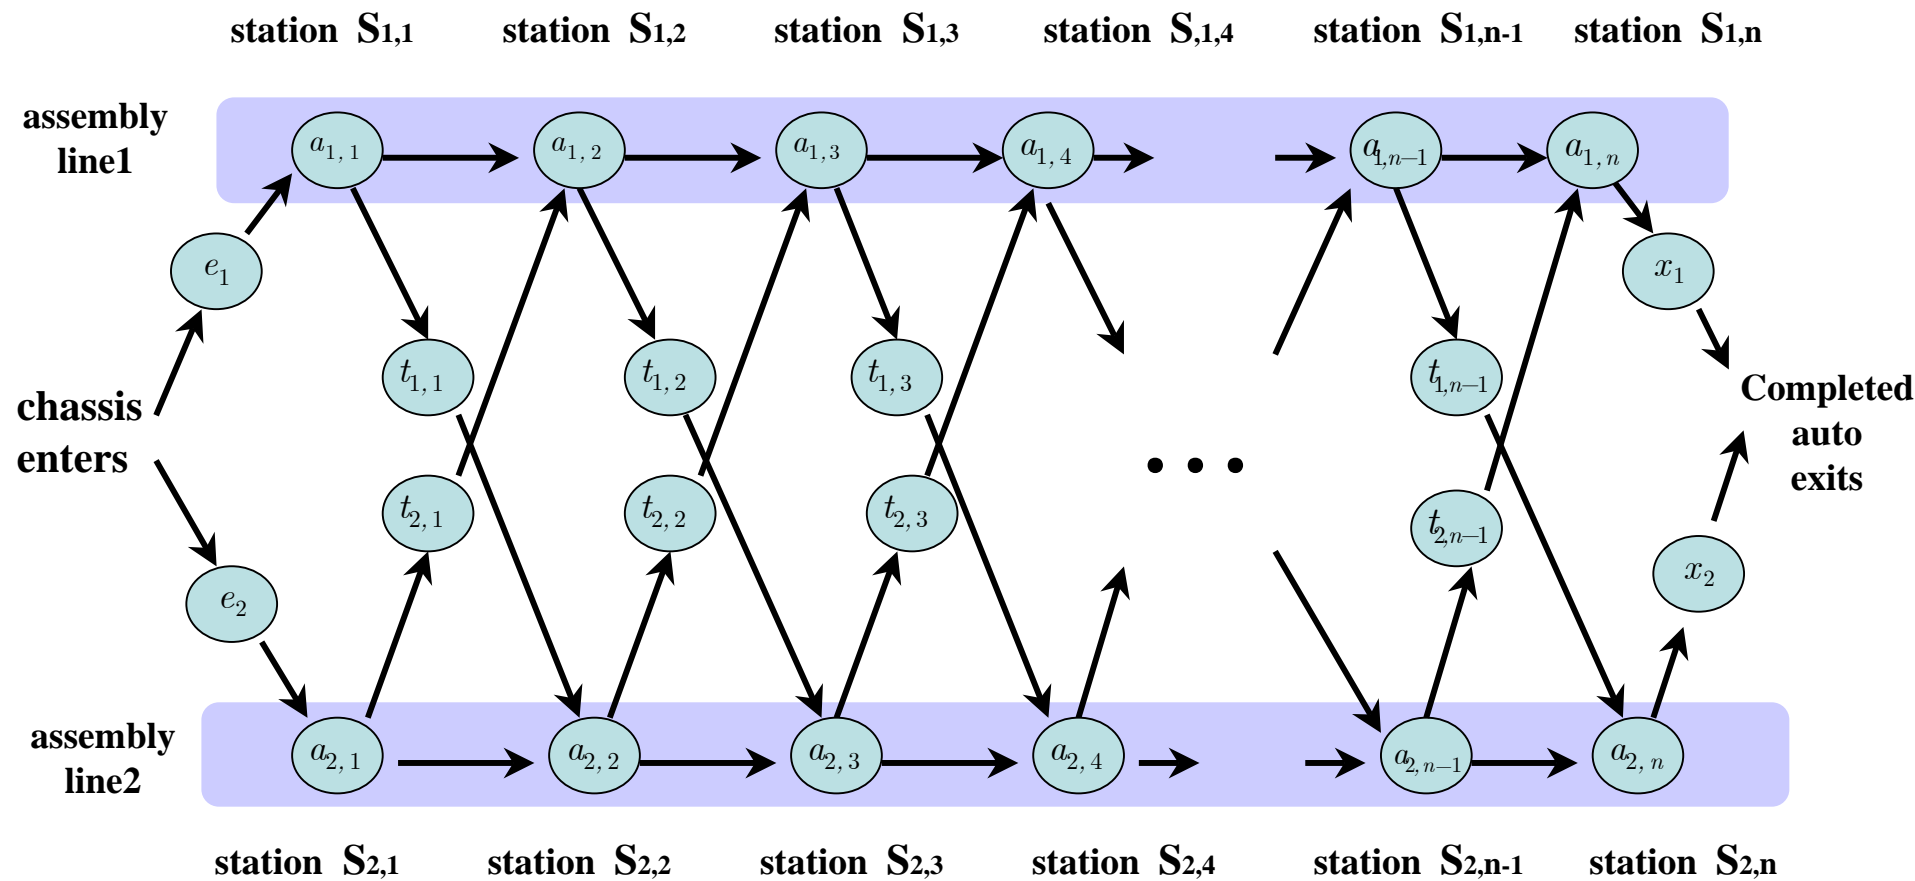 station S1,1 station S1,2 station S1,3 station S,1,4 station S1,n-1 station S1,n
assembly
line1
a1,1 a1,2 a1,3 a1,4 a1,n−1 a1,n
e1 x1
t1,1 t1,2 t1,3 t1,n−1
chassis
enters
Completed
auto
exits
• • •
t2,1 t2,2 t2,3 t2,n−1
e2 x2
assembly
line2
a2,1 a2,2 a2,3 a2,4 a2,n−1 a2,n
station S2,1 station S2,2 station S2,3 station S2,4 station S2,n-1 station S2,n